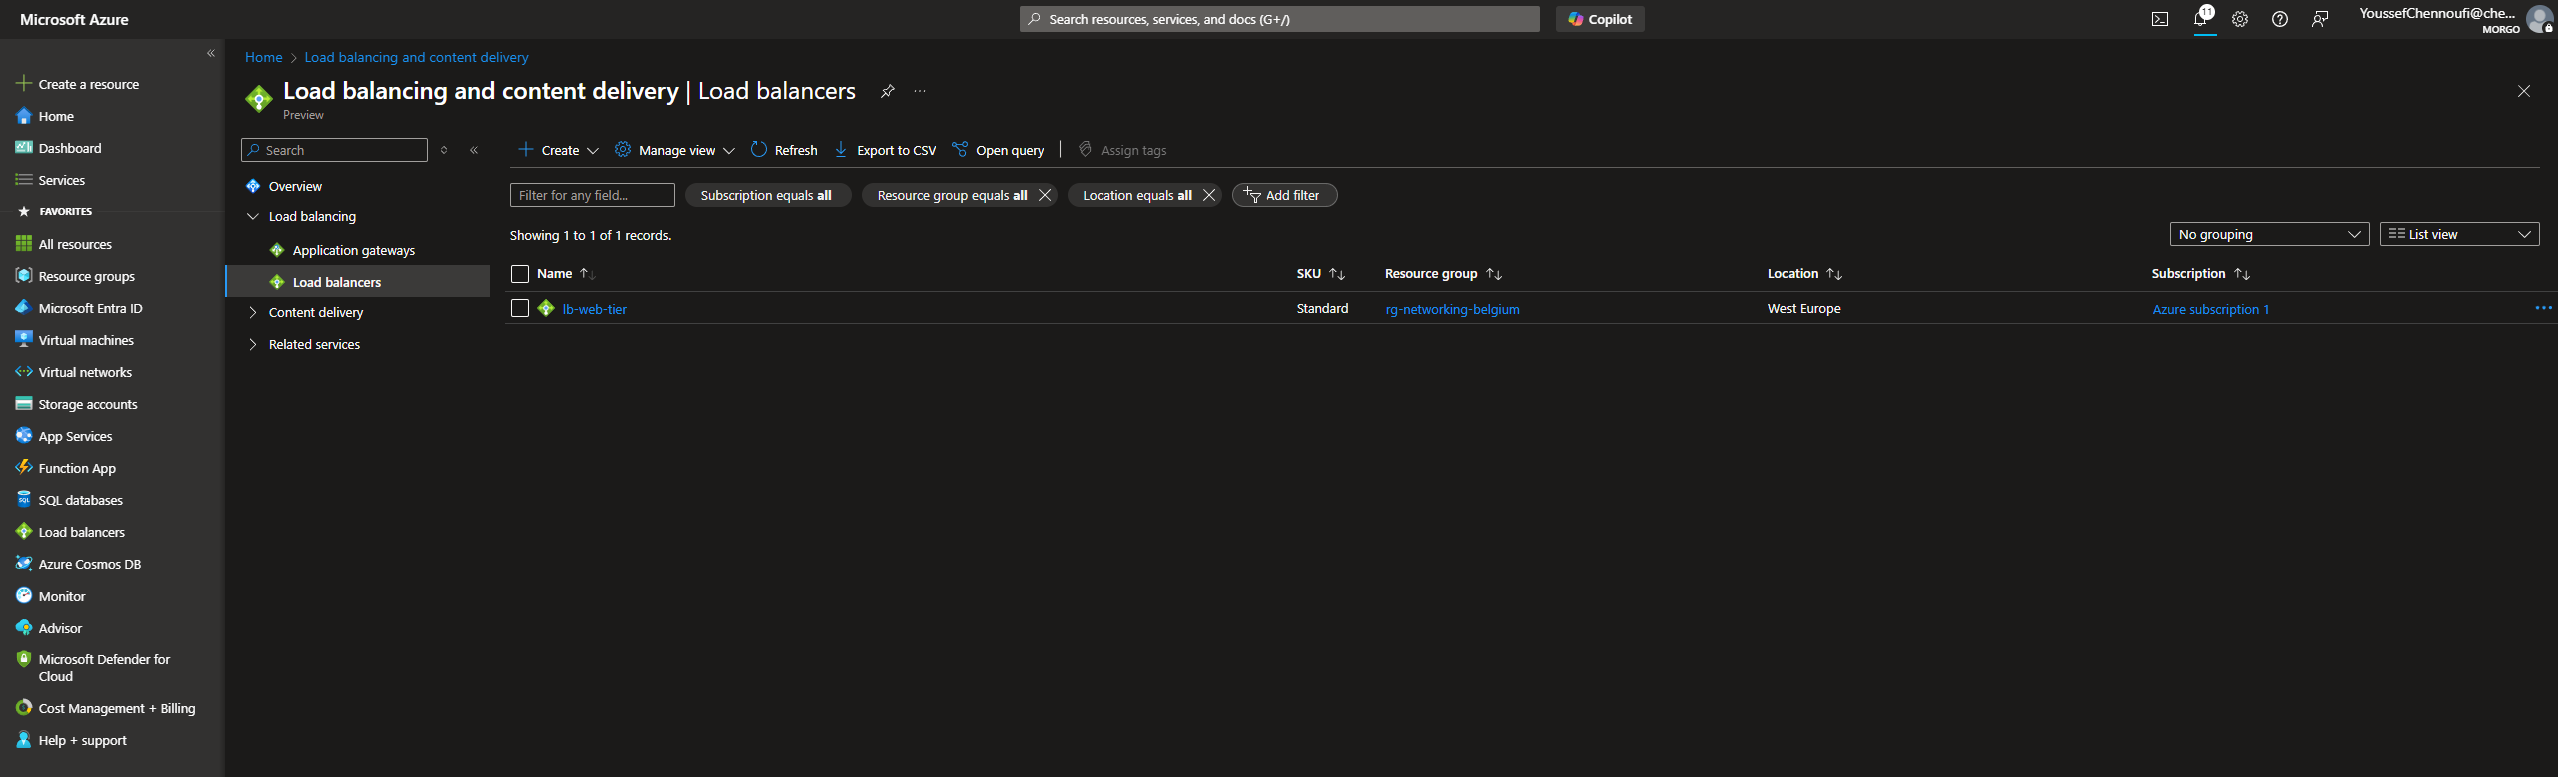 Microsoft Azure
Search resources, services, and docs (G+/)
Copilot
11
YoussefChennoufi@che...
MORGO
Create a resource
Home
Dashboard
Services
FAVORITES
All resources
Resource groups
Microsoft Entra ID
Virtual machines
Virtual networks
Storage accounts
App Services
Function App
SQL databases
Load balancers
Azure Cosmos DB
Monitor
Advisor
Microsoft Defender for
Cloud
Cost Management + Billing
Help + support
Home > Load balancing and content delivery
Load balancing and content delivery | Load balancers
Preview
Search
Overview
Load balancing
Application gateways
Load balancers
Content delivery
Related services
Create Manage view Refresh Export to CSV Open query Assign tags
Filter for any field... Subscription equals all Resource group equals all Location equals all Add filter
Showing 1 to 1 of 1 records.
No grouping List view
Name SKU Resource group Location Subscription
lb-web-tier Standard rg-networking-belgium West Europe Azure subscription 1